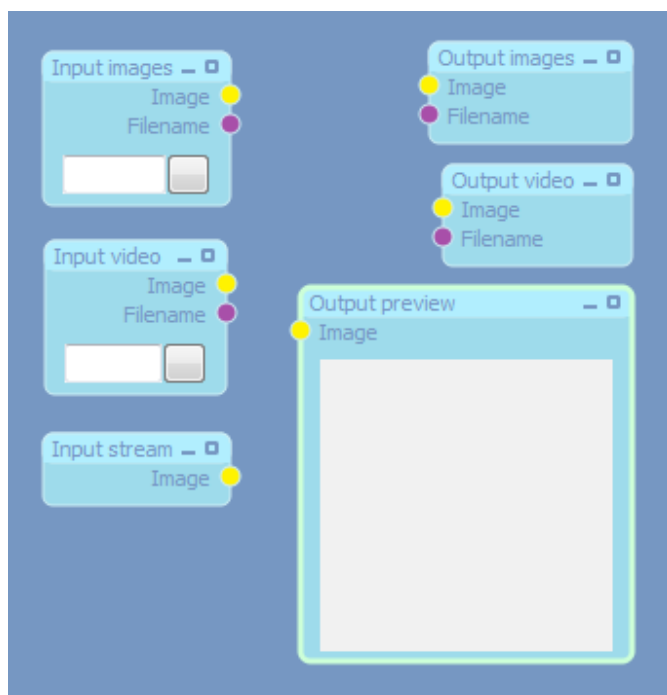 Input images
Image
Filename
Input video
Image
Filename
Input stream
Image
Output images
Image
Filename
Output video
Image
Filename
Output preview
Image